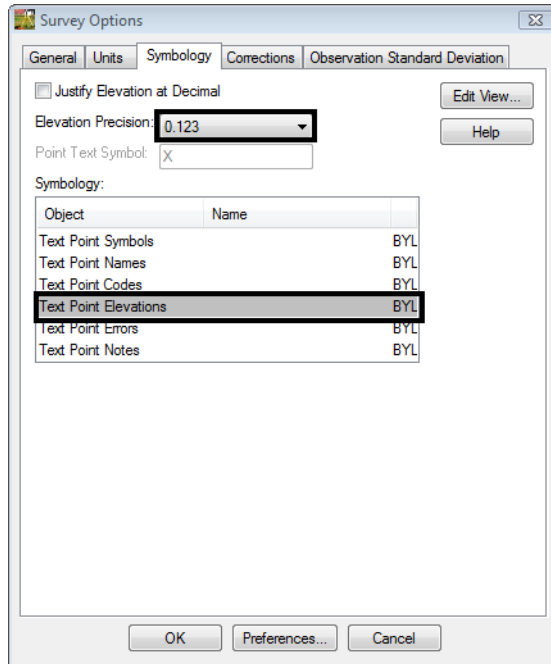 Survey Options
General Units Symbology Corrections Observation Standard Deviation
Justify Elevation at Decimal
Edit View...
Elevation Precision: 0.123
Help
Point Text Symbol: X
Symbology:
Object Name
Text Point Symbols BYL
Text Point Names BYL
Text Point Codes BYL
Text Point Elevations BYL
Text Point Errors BYL
Text Point Notes BYL
OK Preferences... Cancel